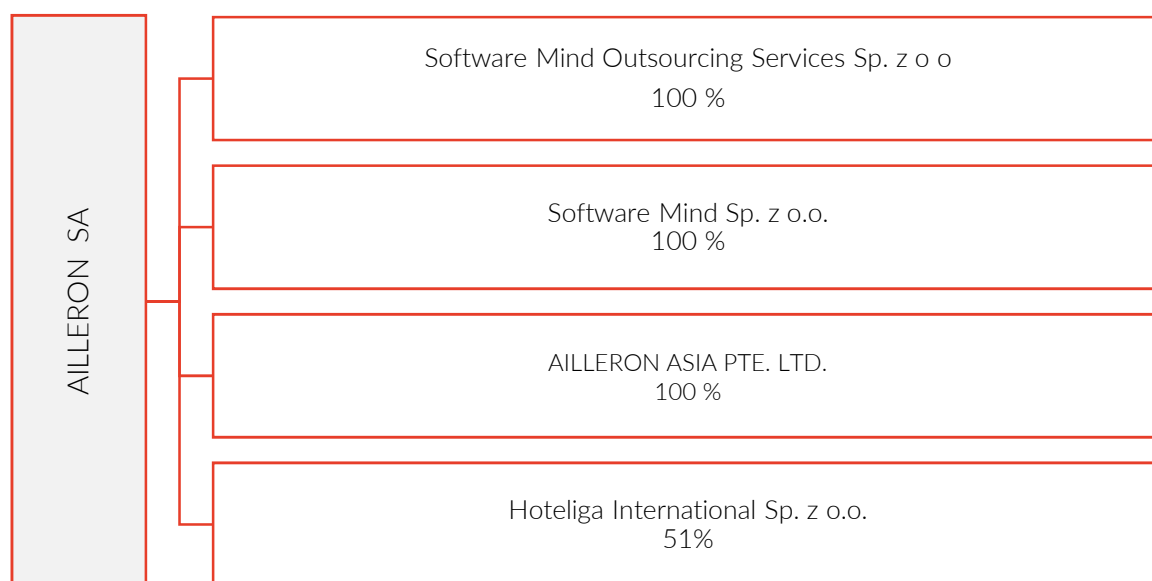 AILLERON SA
Software Mind Outsourcing Services Sp. z o o
100 %
Software Mind Sp. z o.o.
100 %
AILLERON ASIA PTE. LTD.
100 %
Hoteliga International Sp. z o.o.
51%